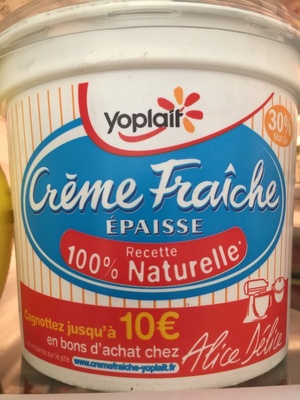 yoplait
30%
Crème Fraîche
ÉPAISSE
Recette
100% Naturelle*
Cagnottez jusqu'à 10€
en bons d'achat chez
Alice Délice
www.cremefraiche-yoplait.fr